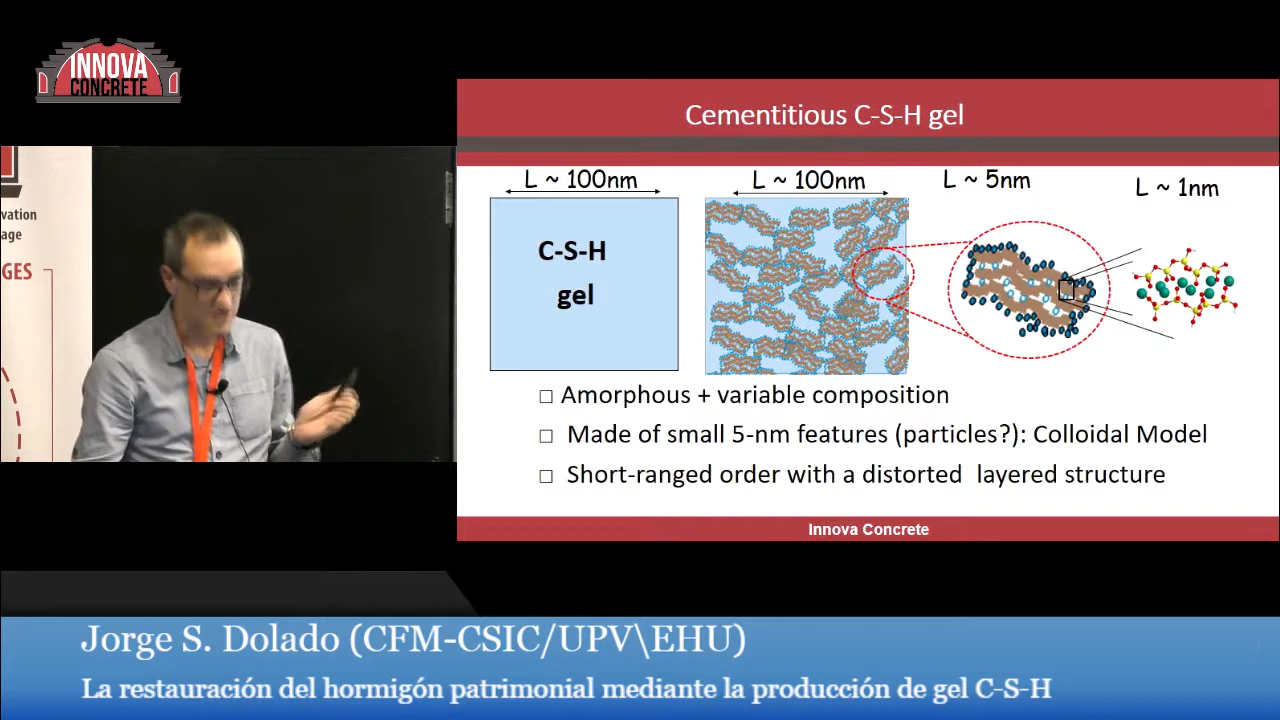 INNOVA
CONCRETE
vation
age
GES
Cementitious C-S-H gel
L ~ 100nm
L ~ 100nm
L ~ 5nm
L ~ 1nm
C-S-H
gel
□ Amorphous + variable composition
□ Made of small 5-nm features (particles?): Colloidal Model
□ Short-ranged order with a distorted layered structure
Innova Concrete
Jorge S. Dolado (CFM-CSIC/UPV\EHU)
La restauración del hormigón patrimonial mediante la producción de gel C-S-H